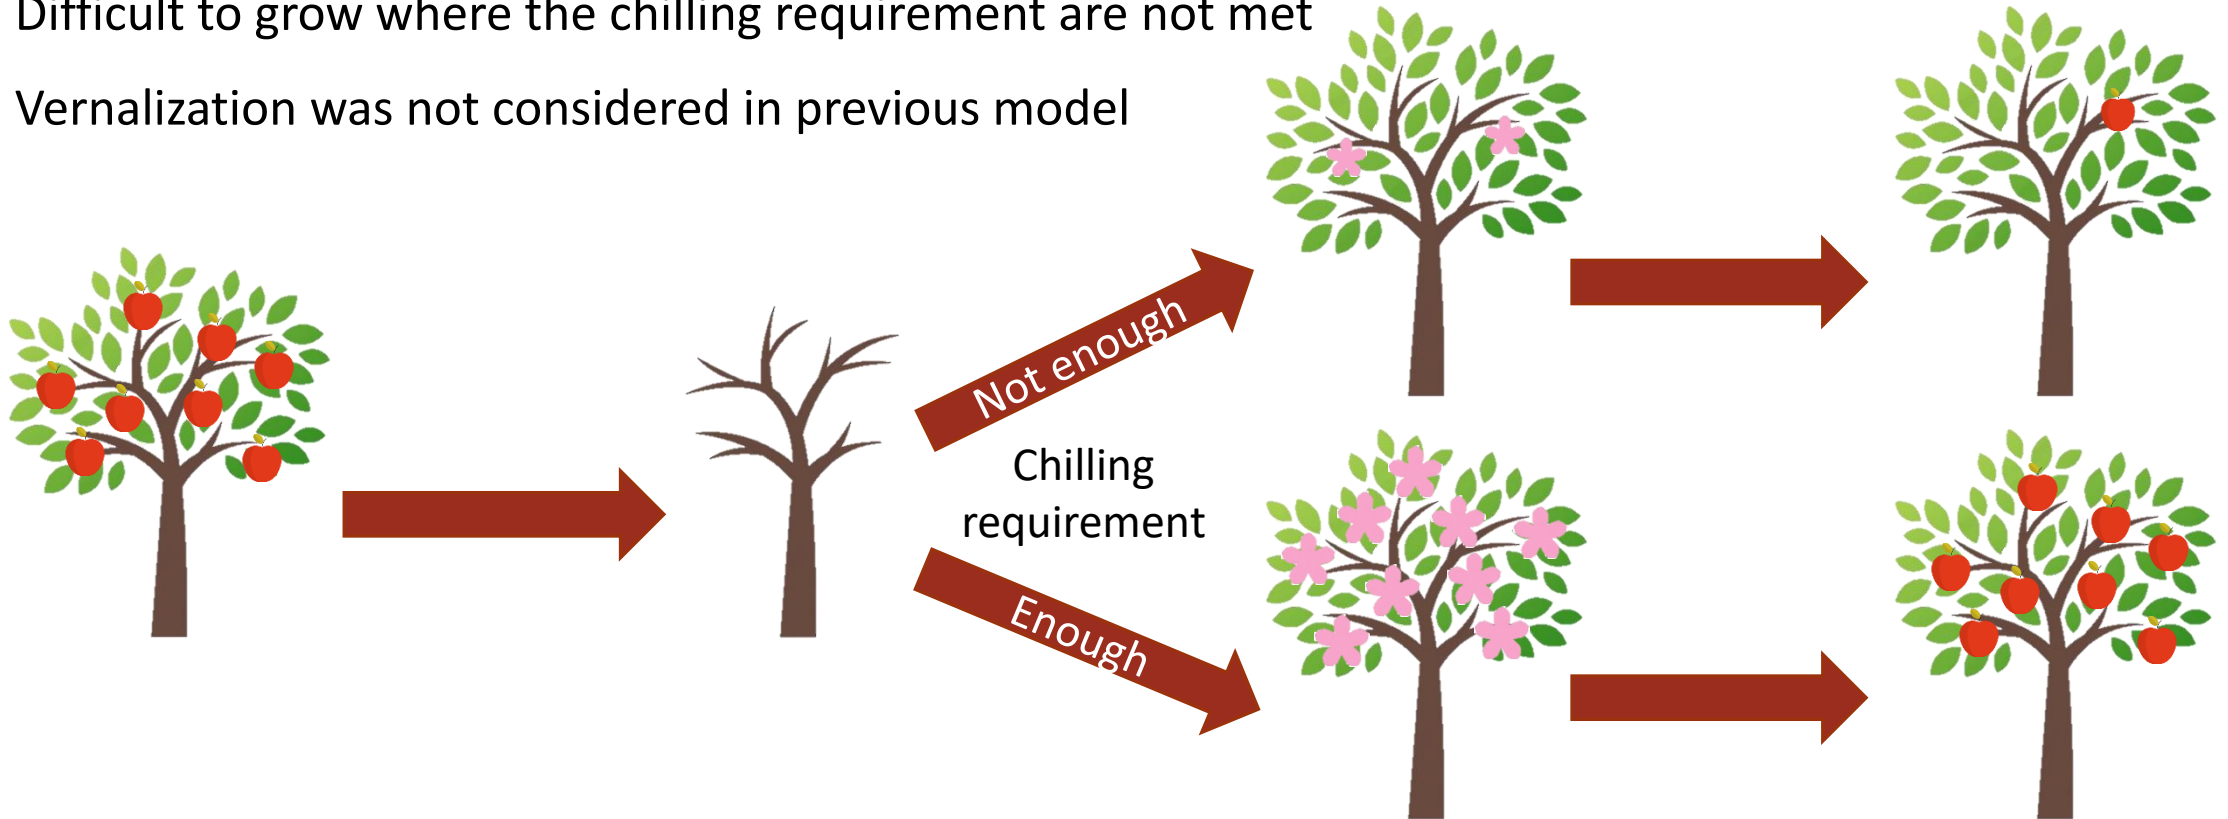 Difficult to grow where the chilling requirement are not met
Vernalization was not considered in previous model
Not enough
Chilling
requirement
Enough